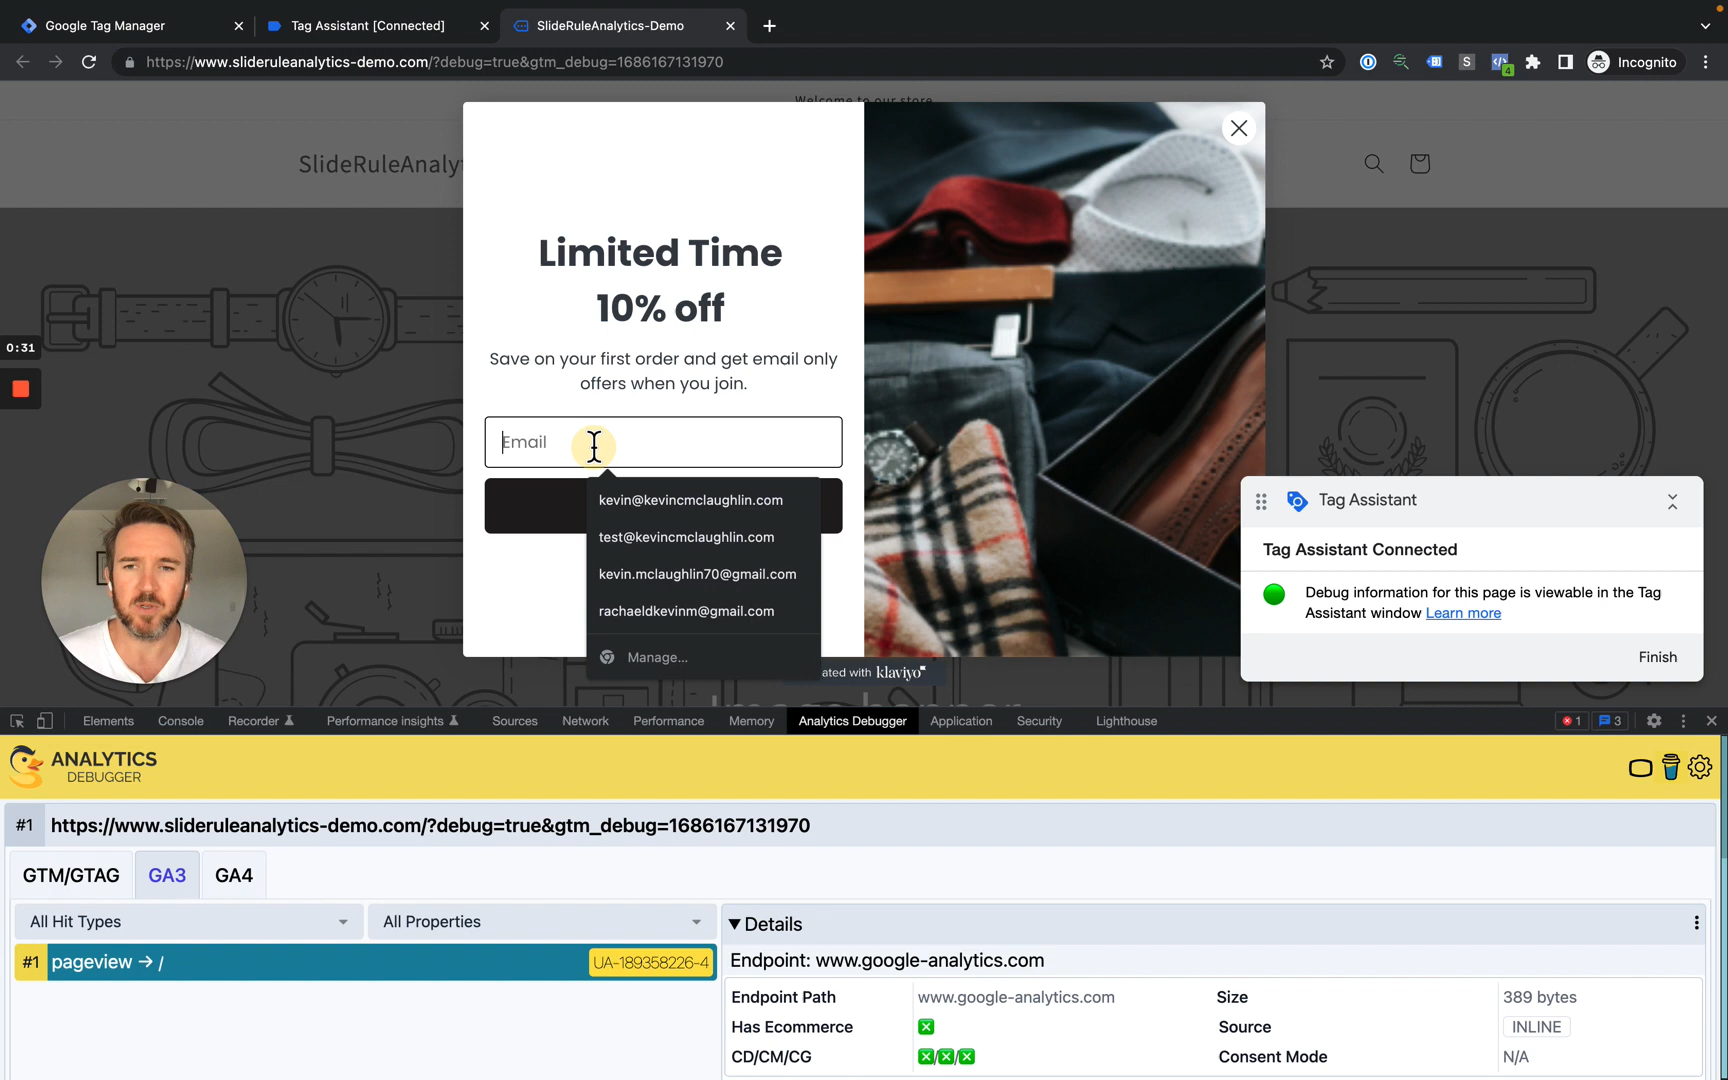 Google Tag Manager
Tag Assistant [Connected]
SlideRuleAnalytics-Demo
https://www.slideruleanalytics-demo.com/?debug=true&gtm_debug=1686167131970
S
4
Incognito
Welcome to our store
SlideRuleAnalyt
Limited Time
10% off
Save on your first order and get email only
offers when you join.
0:31
Email
kevin@kevincmclaughlin.com
test@kevincmclaughlin.com
kevin.mclaughlin70@gmail.com
rachaeldkevinm@gmail.com
Manage...
ated with klaviyo
Tag Assistant
Tag Assistant Connected
Debug information for this page is viewable in the Tag
Assistant window Learn more
Finish
Elements
Console
Recorder
Performance insights
Sources
Network
Performance
Memory
Analytics Debugger
Application
Security
Lighthouse
1
3
ANALYTICS
DEBUGGER
#1 https://www.slideruleanalytics-demo.com/?debug=true&gtm_debug=1686167131970
GTM/GTAG
GA3
GA4
All Hit Types
All Properties
#1 pageview → /
UA-189358226-4
▼ Details
Endpoint: www.google-analytics.com
Endpoint Path www.google-analytics.com
Size 389 bytes
Has Ecommerce
Source INLINE
CD/CM/CG //
Consent Mode N/A